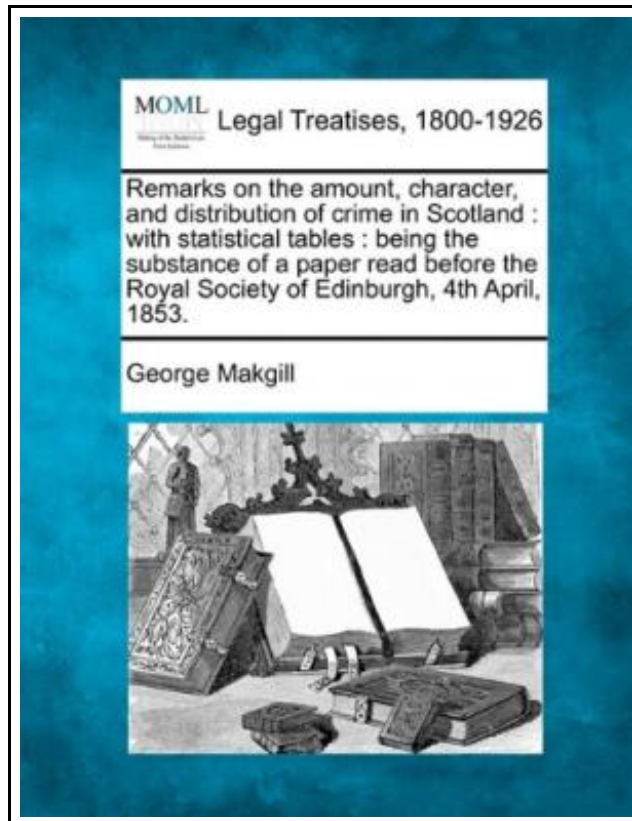 MOML
Legal Treatises, 1800-1926
Remarks on the amount, character,
and distribution of crime in Scotland :
with statistical tables : being the
substance of a paper read before the
Royal Society of Edinburgh, 4th April,
1853.
George Makgill